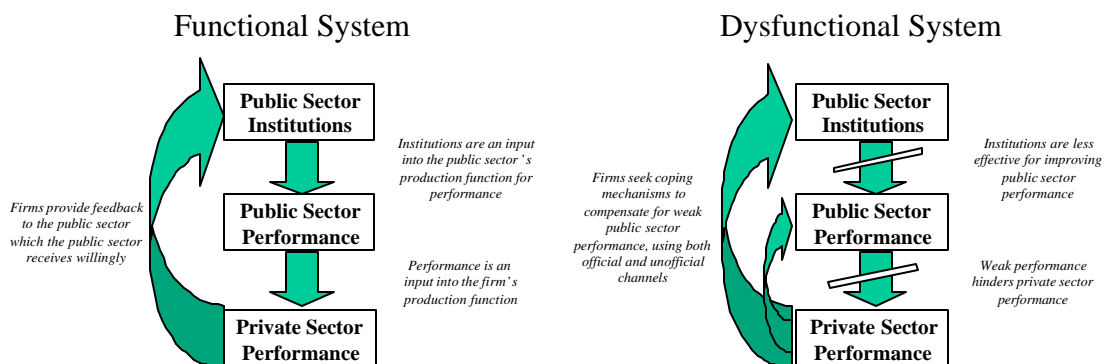 Functional System
Public Sector
Institutions
Institutions are an input
into the public sector's
production function for
performance
Firms provide feedback
to the public sector
which the public sector
receives willingly
Public Sector
Performance
Performance is an
input into the firm's
production function
Private Sector
Performance
Dysfunctional System
Public Sector
Institutions
Institutions are less
effective for improving
public sector
performance
Firms seek coping
mechanisms to
compensate for weak
public sector
performance, using both
official and unofficial
channels
Public Sector
Performance
Weak performance
hinders private sector
performance
Private Sector
Performance